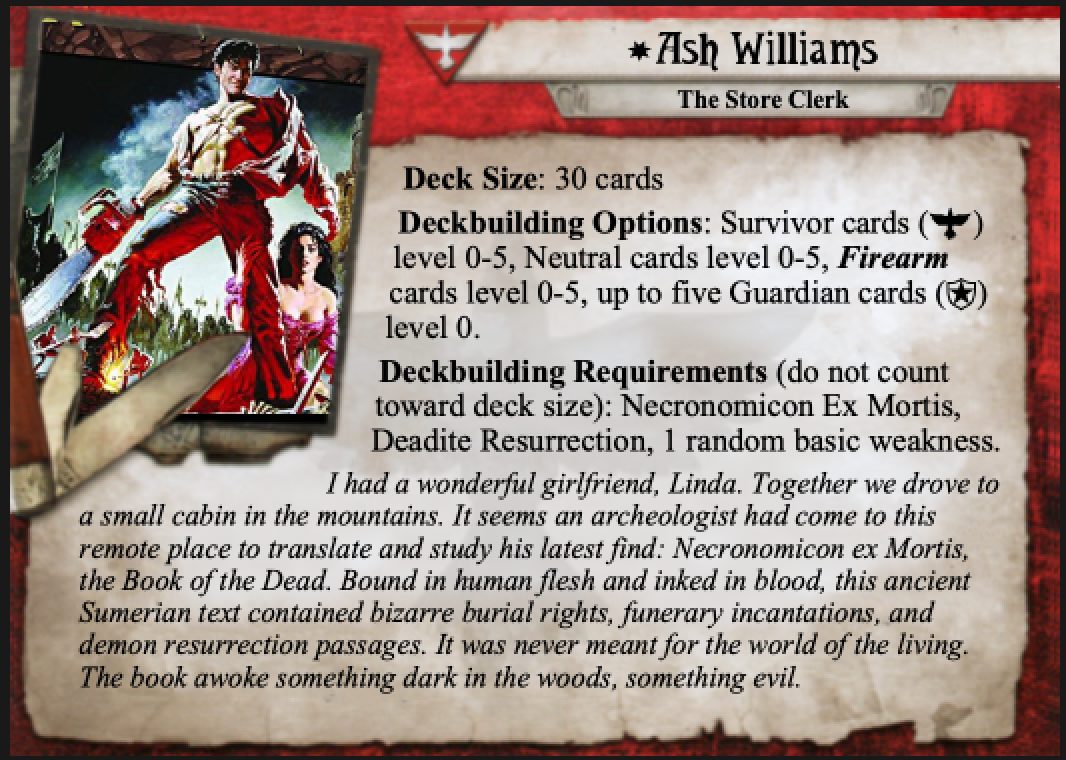 Ash Williams
The Store Clerk
Deck Size: 30 cards
Deckbuilding Options: Survivor cards ( )
level 0-5, Neutral cards level 0-5, Firearm
cards level 0-5, up to five Guardian cards ( )
level 0.
Deckbuilding Requirements (do not count
toward deck size): Necronomicon Ex Mortis,
Deadite Resurrection, 1 random basic weakness.
I had a wonderful girlfriend, Linda. Together we drove to
a small cabin in the mountains. It seems an archeologist had come to this
remote place to translate and study his latest find: Necronomicon ex Mortis,
the Book of the Dead. Bound in human flesh and inked in blood, this ancient
Sumerian text contained bizarre burial rights, funerary incantations, and
demon resurrection passages. It was never meant for the world of the living.
The book awoke something dark in the woods, something evil.